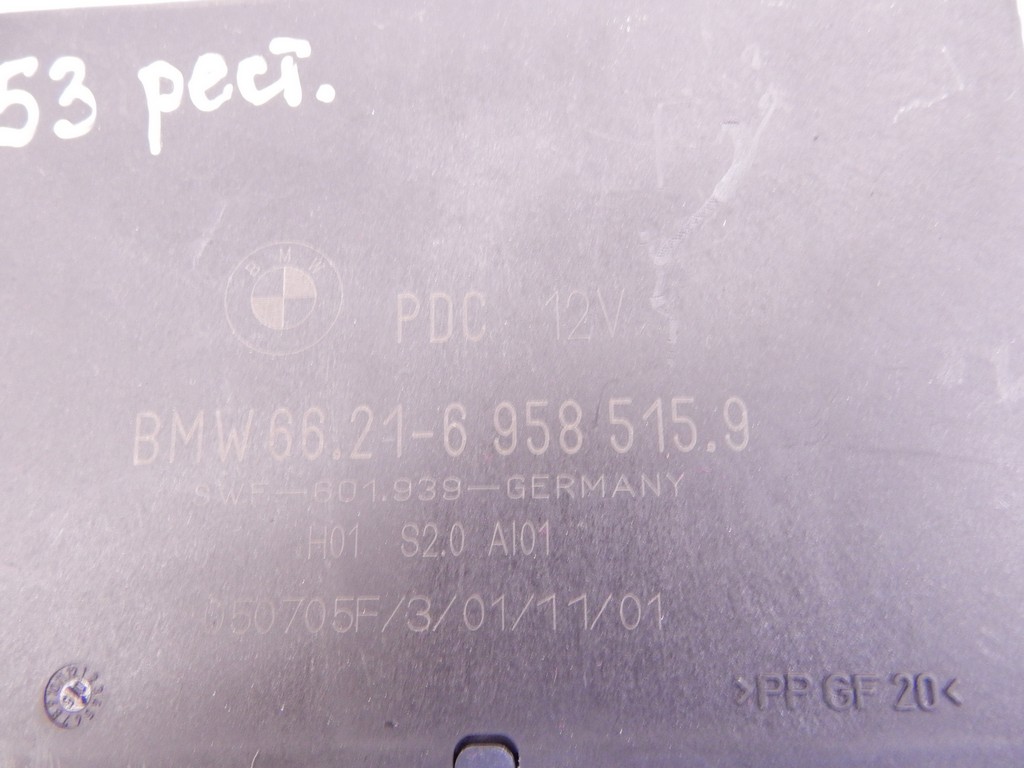 53 рест.
BMW
PDC 12V
BMW 66.21-6 958 515.9
SWF-601.939-GERMANY
H01 S2.0 AI01
050705F/3/01/11/01
>PP GF 20<